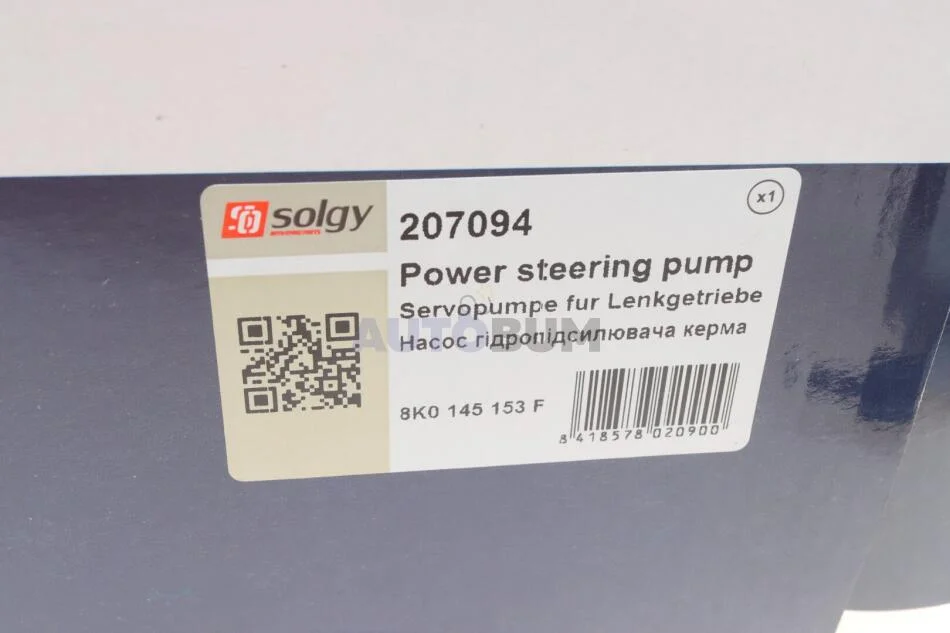 solgy
207094
x1
Power steering pump
Servopumpe fur Lenkgetriebe
Насос гідропідсилювача керма
AUTOBUM
8K0 145 153 F
8 418578 020900